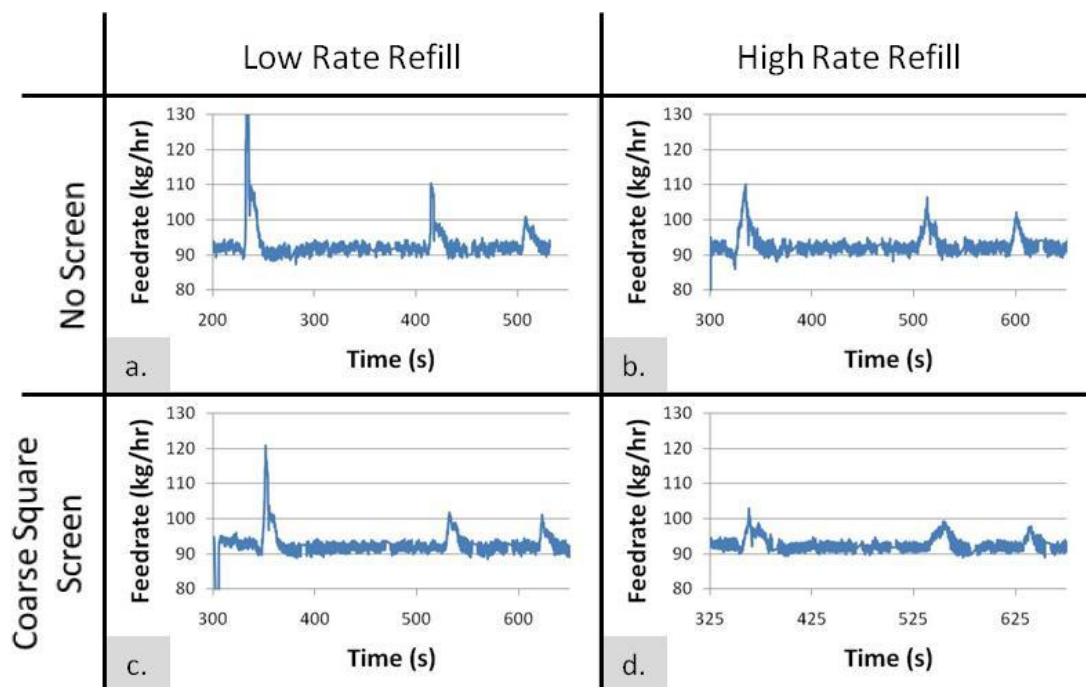 Low Rate Refill
High Rate Refill
No Screen
Feedrate (kg/hr)
130
120
110
100
90
80
200
300
400
500
Time (s)
a.
Feedrate (kg/hr)
130
120
110
100
90
80
300
400
500
600
Time (s)
b.
Coarse Square
Screen
Feedrate (kg/hr)
130
120
110
100
90
80
300
400
500
600
Time (s)
c.
Feedrate (kg/hr)
130
120
110
100
90
80
325
425
525
625
Time (s)
d.